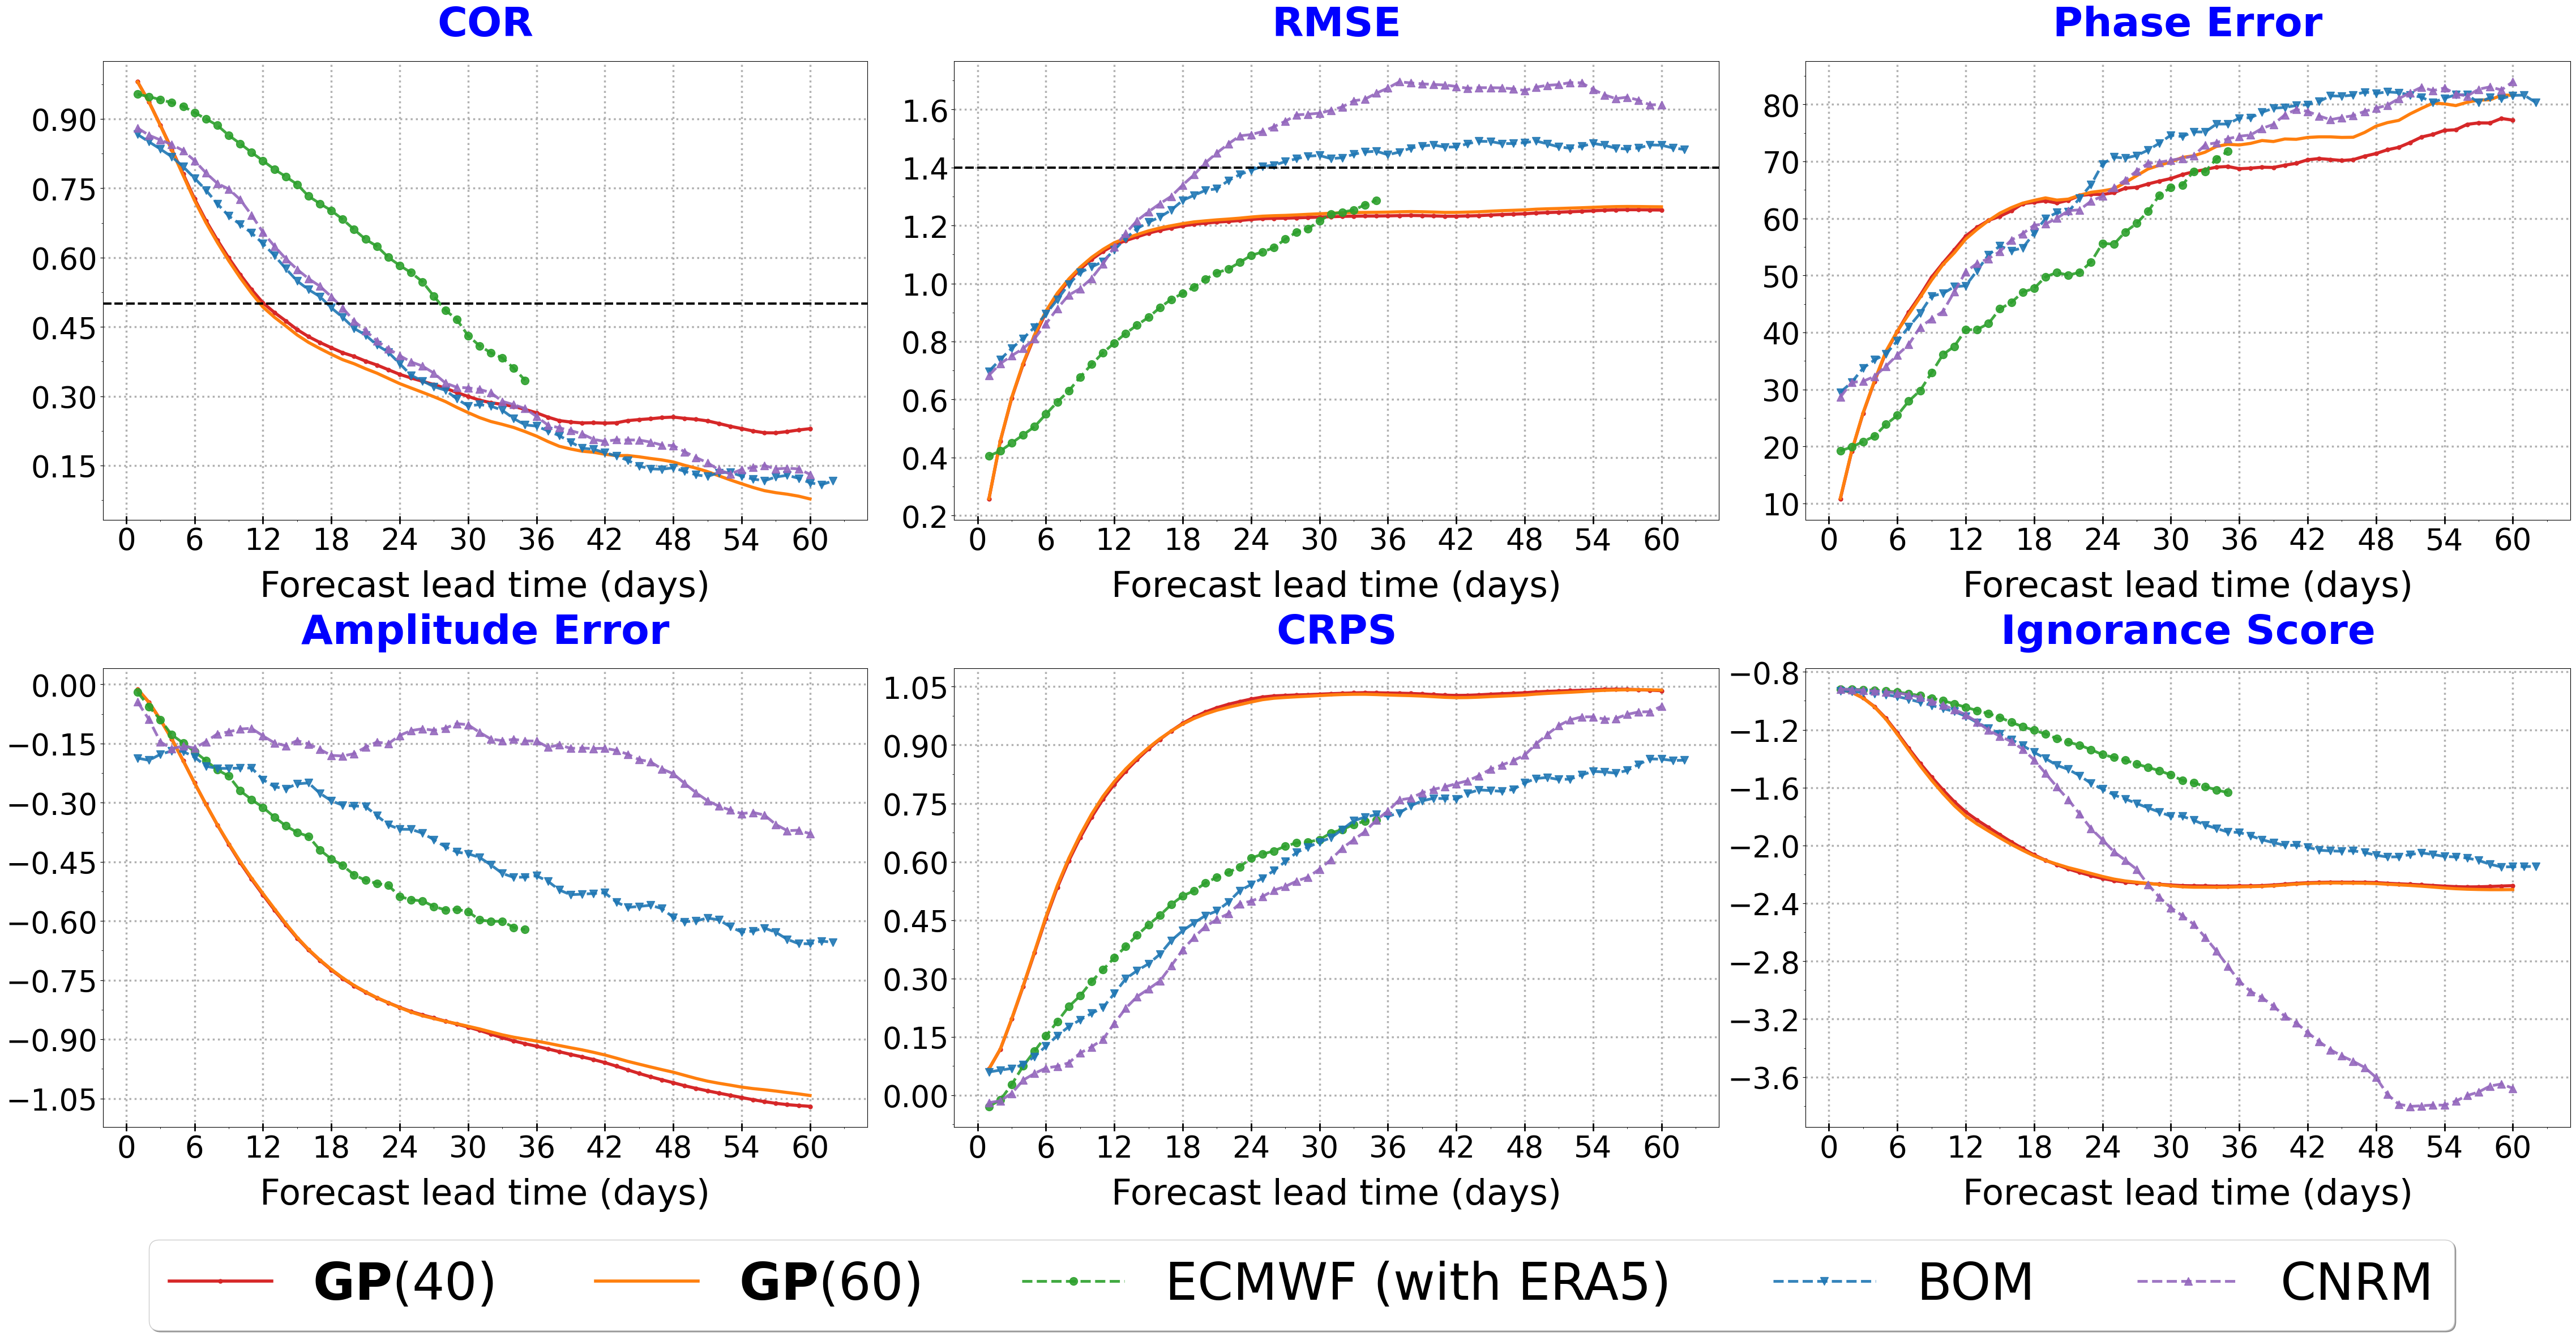 COR
0.90
0.75
0.60
0.45
0.30
0.15
0 6 12 18 24 30 36 42 48 54 60
Forecast lead time (days)
RMSE
1.6
1.4
1.2
1.0
0.8
0.6
0.4
0.2
0 6 12 18 24 30 36 42 48 54 60
Forecast lead time (days)
Phase Error
80
70
60
50
40
30
20
10
0 6 12 18 24 30 36 42 48 54 60
Forecast lead time (days)
Amplitude Error
0.00
−0.15
−0.30
−0.45
−0.60
−0.75
−0.90
−1.05
0 6 12 18 24 30 36 42 48 54 60
Forecast lead time (days)
CRPS
1.05
0.90
0.75
0.60
0.45
0.30
0.15
0.00
0 6 12 18 24 30 36 42 48 54 60
Forecast lead time (days)
Ignorance Score
−0.8
−1.2
−1.6
−2.0
−2.4
−2.8
−3.2
−3.6
0 6 12 18 24 30 36 42 48 54 60
Forecast lead time (days)
GP(40) GP(60) ECMWF (with ERA5) BOM CNRM